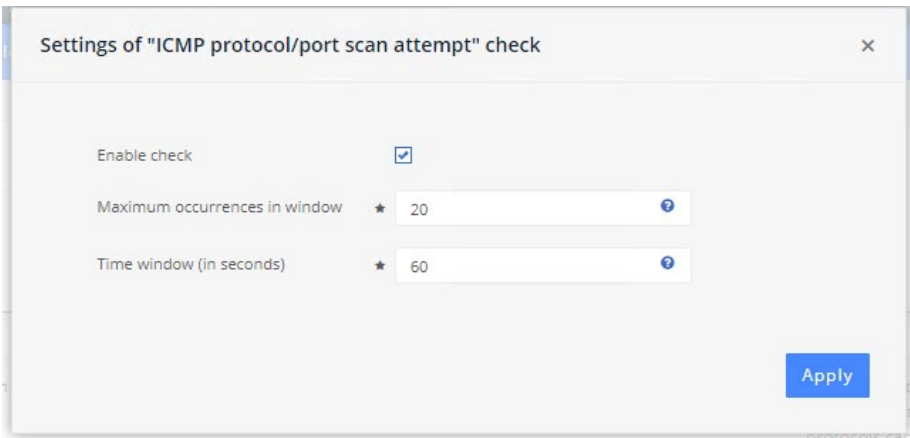 Settings of "ICMP protocol/port scan attempt" check
Enable check
Maximum occurrences in window ★ 20
Time window (in seconds) ★ 60
Apply